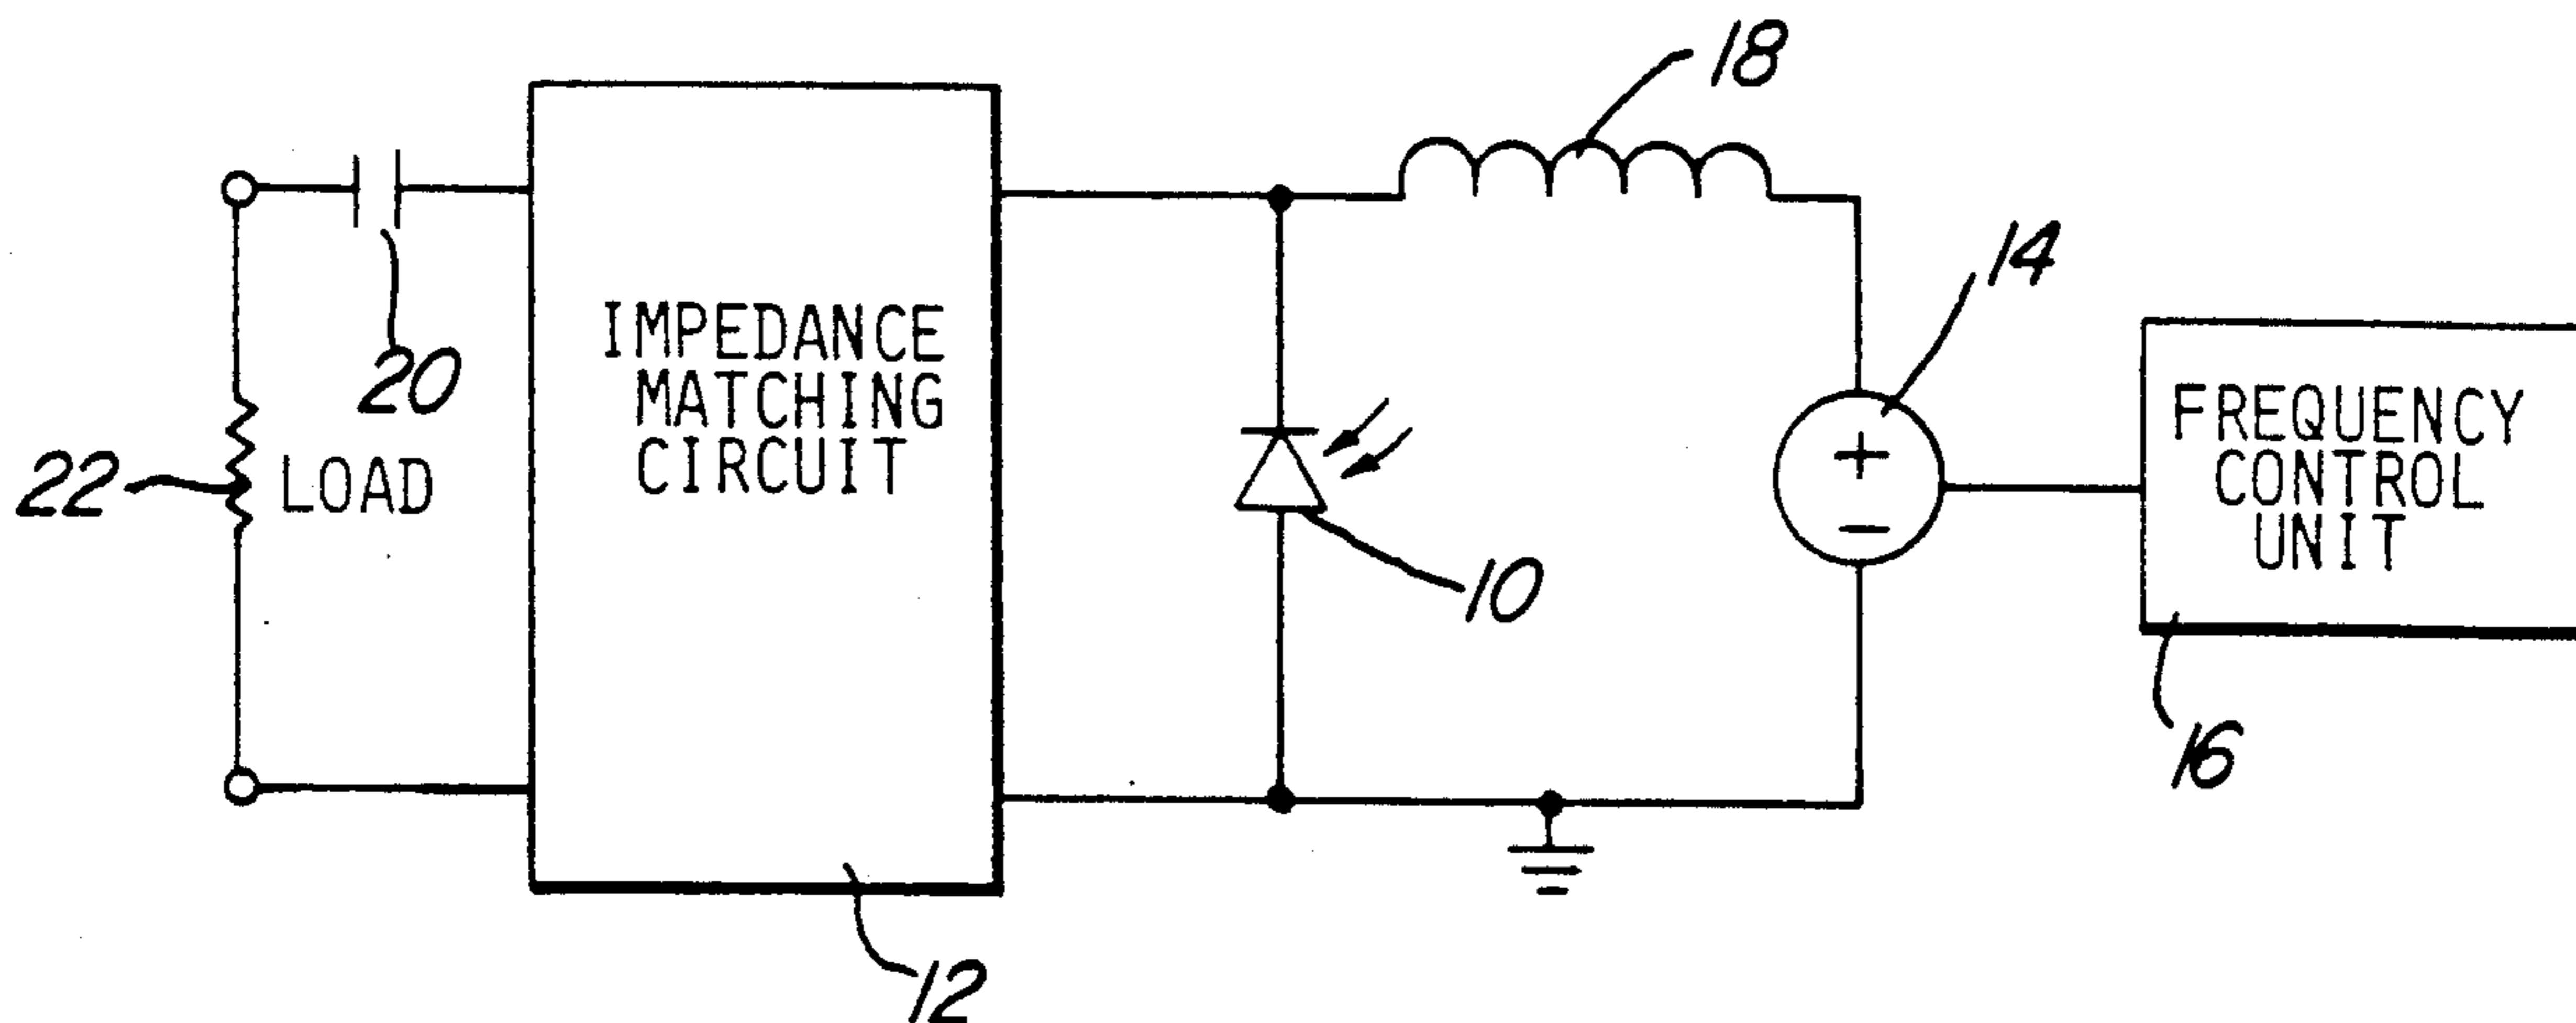 18
14
IMPEDANCE
MATCHING
CIRCUIT
20
22
LOAD
10
+
−
FREQUENCY
CONTROL
UNIT
16
12